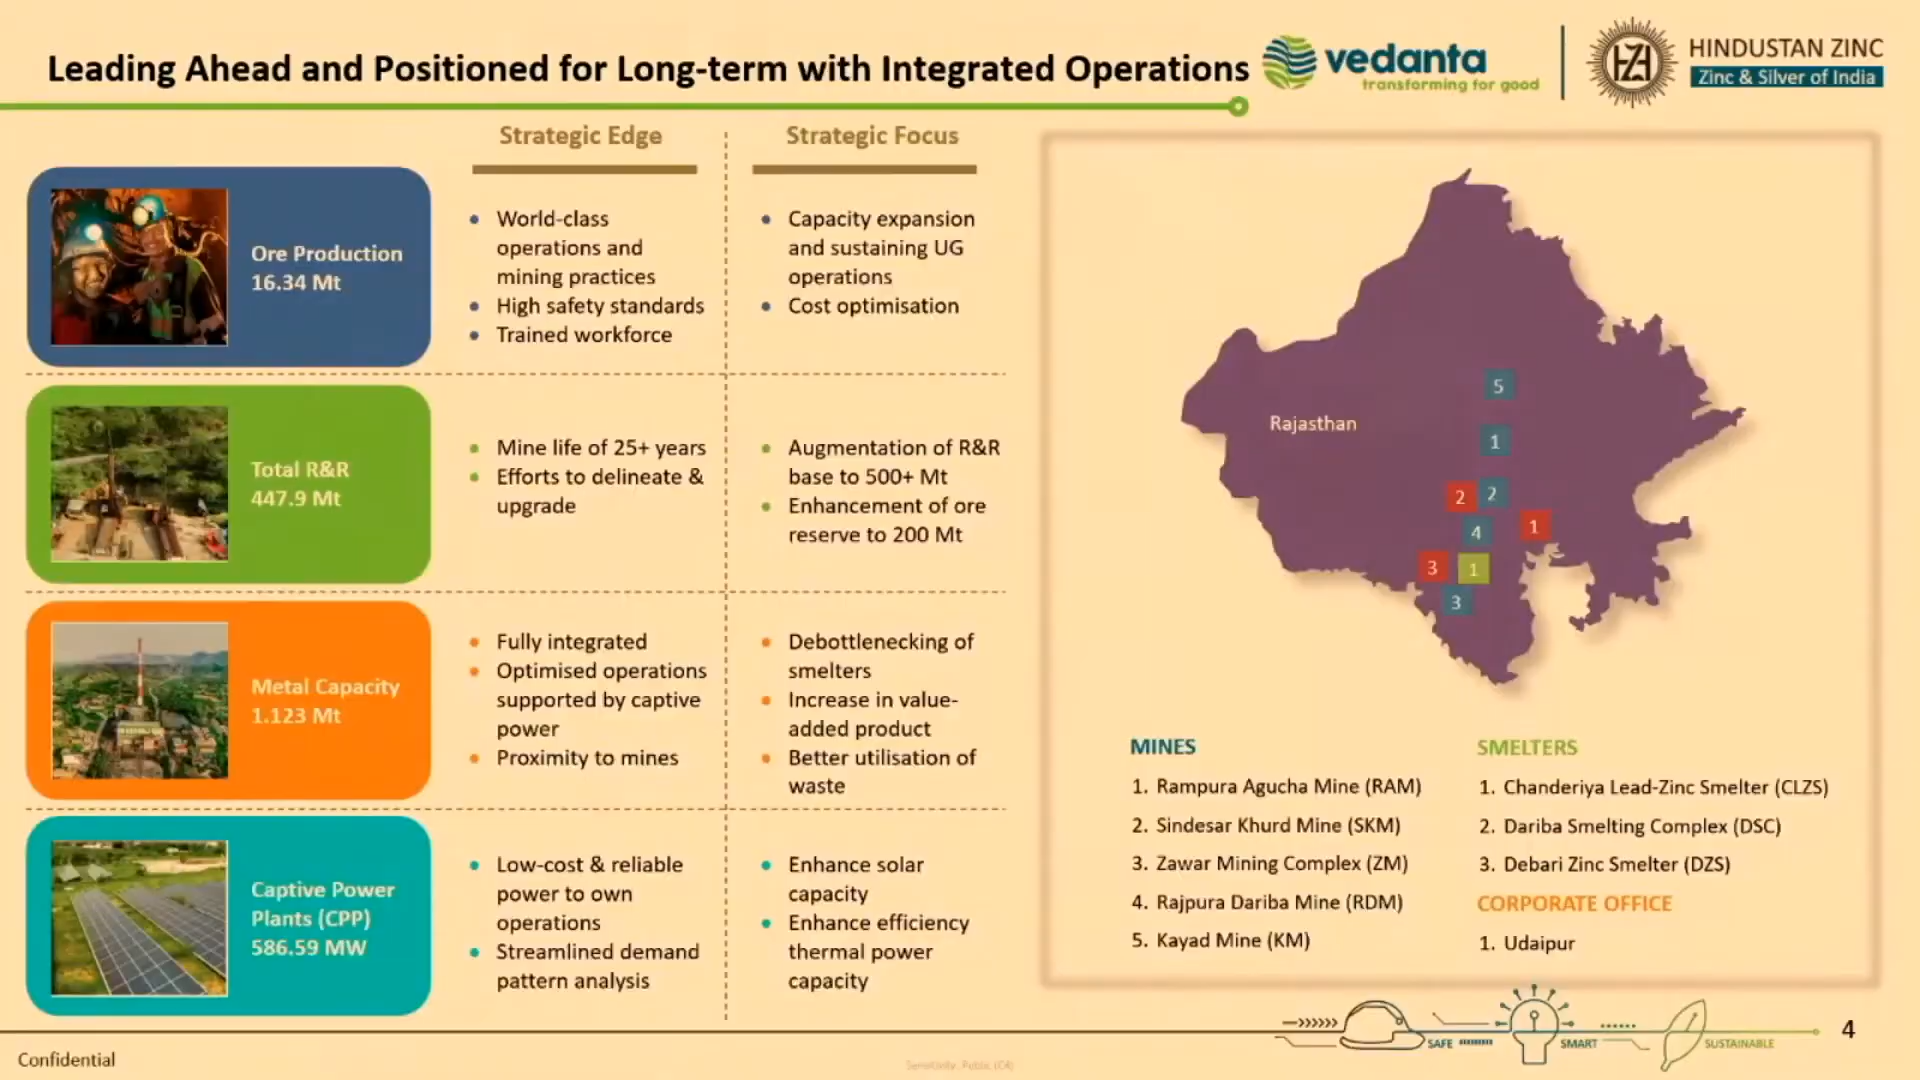 Leading Ahead and Positioned for Long-term with Integrated Operations
vedanta
transforming for good
HZL
HINDUSTAN ZINC
Zinc & Silver of India
Strategic Edge
Strategic Focus
Ore Production
16.34 Mt
• World-class
operations and
mining practices
• High safety standards
• Trained workforce
• Capacity expansion
and sustaining UG
operations
• Cost optimisation
Total R&R
447.9 Mt
• Mine life of 25+ years
• Efforts to delineate &
upgrade
• Augmentation of R&R
base to 500+ Mt
• Enhancement of ore
reserve to 200 Mt
Metal Capacity
1.123 Mt
• Fully integrated
• Optimised operations
supported by captive
power
• Proximity to mines
• Debottlenecking of
smelters
• Increase in value-
added product
• Better utilisation of
waste
Captive Power
Plants (CPP)
586.59 MW
• Low-cost & reliable
power to own
operations
• Streamlined demand
pattern analysis
• Enhance solar
capacity
• Enhance efficiency
thermal power
capacity
Rajasthan
5
1
2 2
4 1
3 1
3
MINES
1. Rampura Agucha Mine (RAM)
2. Sindesar Khurd Mine (SKM)
3. Zawar Mining Complex (ZM)
4. Rajpura Dariba Mine (RDM)
5. Kayad Mine (KM)
SMELTERS
1. Chanderiya Lead-Zinc Smelter (CLZS)
2. Dariba Smelting Complex (DSC)
3. Debari Zinc Smelter (DZS)
CORPORATE OFFICE
1. Udaipur
SAFE
SMART
SUSTAINABLE
4
Confidential
Sensitivity: Public (C4)